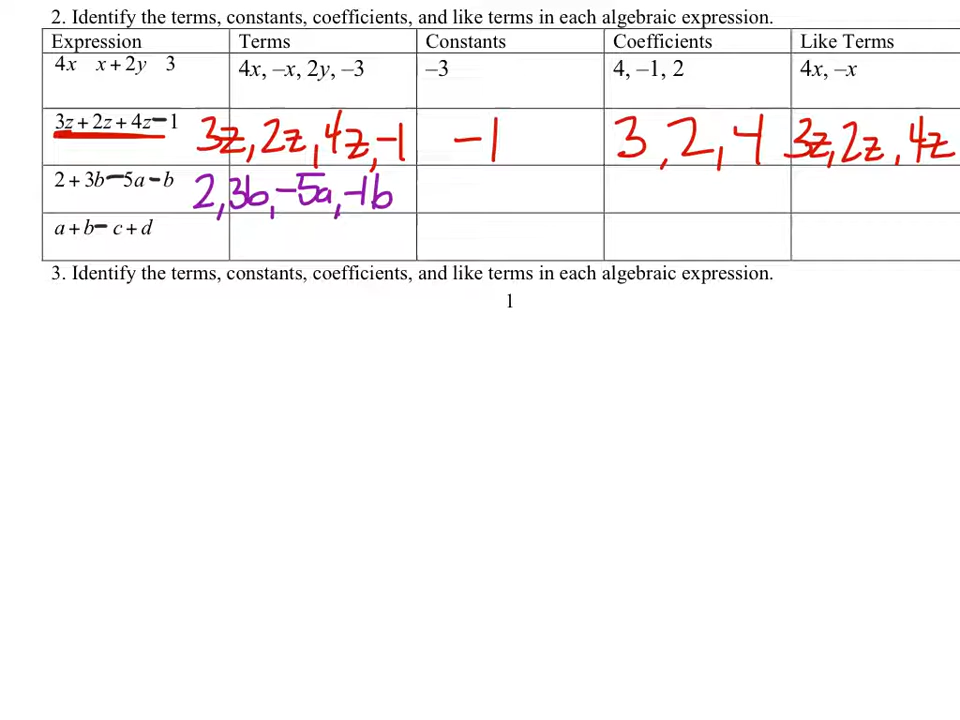 2. Identify the terms, constants, coefficients, and like terms in each algebraic expression.
Expression Terms Constants Coefficients Like Terms
4x x + 2y 3 4x, –x, 2y, –3 –3 4, –1, 2 4x, –x
3z + 2z + 4z – 1 3z, 2z, 4z, -1 -1 3, 2, 4 3z, 2z, 4z
2 + 3b – 5a – b 2, 3b, -5a, -1b
a + b – c + d
3. Identify the terms, constants, coefficients, and like terms in each algebraic expression.
1